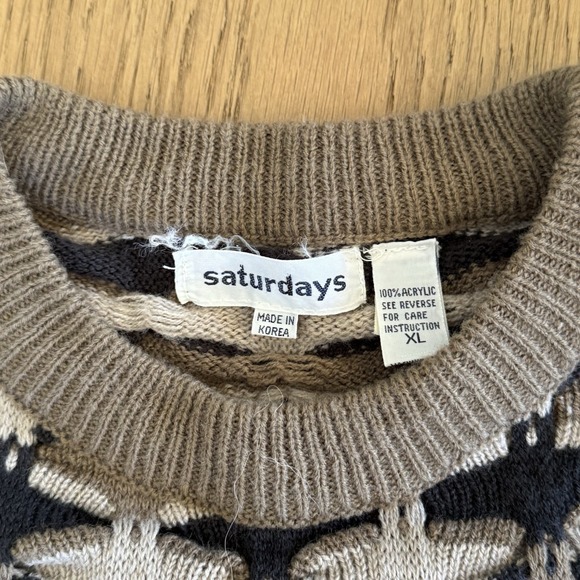 saturdays
MADE IN
KOREA
100% ACRYLIC
SEE REVERSE
FOR CARE
INSTRUCTION
XL